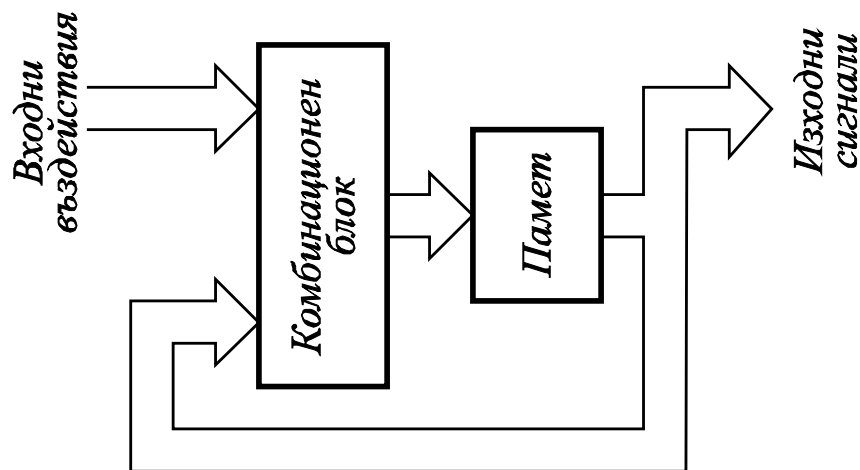 Входни
въздействия
Комбинационен
блок
Памет
Изходни
сигнали